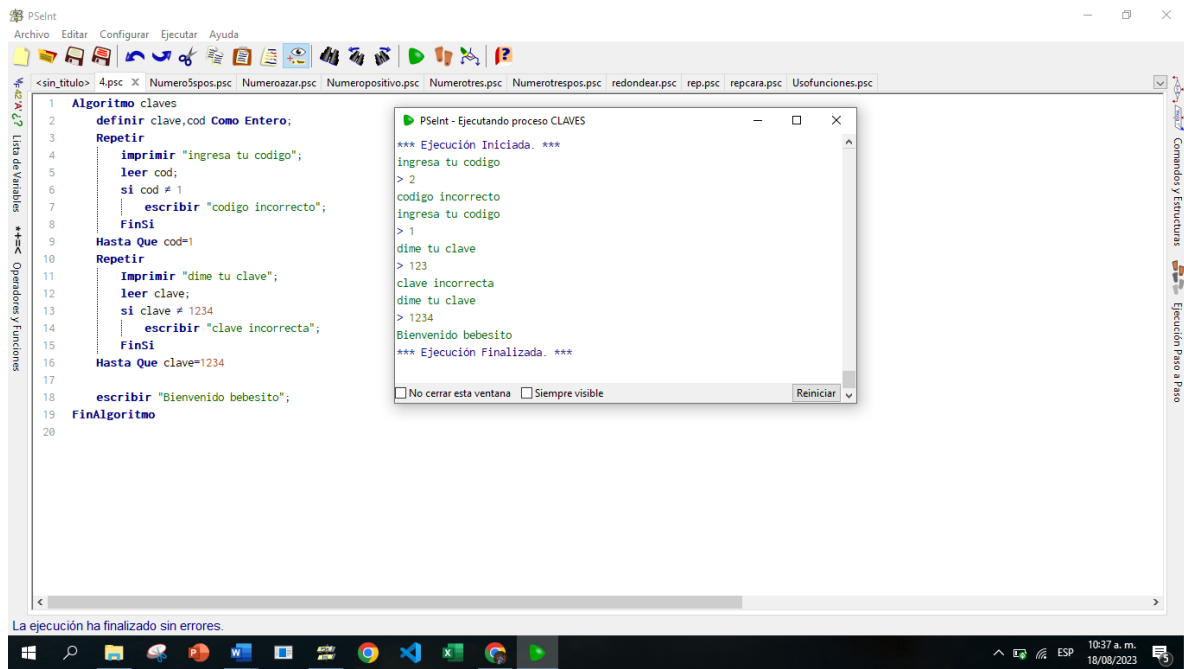 PSeInt
Archivo Editar Configurar Ejecutar Ayuda
<sin_titulo> 4.psc X Numero5spos.psc Numeroazar.psc Numeropositivo.psc Numerotres.psc Numerotrespos.psc redondear.psc rep.psc repcara.psc Usofunciones.psc
1 Algoritmo claves
2 definir clave,cod Como Entero;
3 Repetir
4 imprimir "ingresa tu codigo";
5 leer cod;
6 si cod ≠ 1
7 escribir "codigo incorrecto";
8 FinSi
9 Hasta Que cod=1
10 Repetir
11 Imprimir "dime tu clave";
12 leer clave;
13 si clave ≠ 1234
14 escribir "clave incorrecta";
15 FinSi
16 Hasta Que clave=1234
17
18 escribir "Bienvenido bebesito";
19 FinAlgoritmo
20
PSeInt - Ejecutando proceso CLAVES
*** Ejecución Iniciada. ***
ingresa tu codigo
> 2
codigo incorrecto
ingresa tu codigo
> 1
dime tu clave
> 123
clave incorrecta
dime tu clave
> 1234
Bienvenido bebesito
*** Ejecución Finalizada. ***
No cerrar esta ventana Siempre visible Reiniciar
Lista de Variables
*+=< Operadores y Funciones
Comandos y Estructuras
Ejecución Paso a Paso
La ejecución ha finalizado sin errores.
ESP
10:37 a. m.
18/08/2023
5